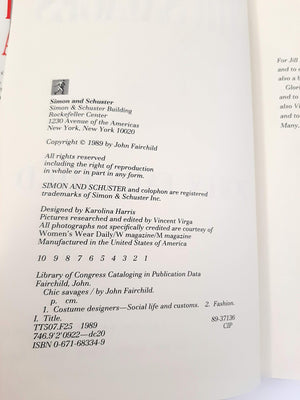 Simon and Schuster
Simon & Schuster Building
Rockefeller Center
1230 Avenue of the Americas
New York, New York 10020
Copyright © 1989 by John Fairchild
All rights reserved
including the right of reproduction
in whole or in part in any form.
SIMON AND SCHUSTER and colophon are registered
trademarks of Simon & Schuster Inc.
Designed by Karolina Harris
Pictures researched and edited by Vincent Virga
All photographs not specifically credited are courtesy of
Women's Wear Daily/W magazine/M magazine
Manufactured in the United States of America
10 9 8 7 6 5 4 3 2 1
Library of Congress Cataloging in Publication Data
Fairchild, John.
Chic savages / by John Fairchild.
p. cm.
1. Costume designers—Social life and customs. 2. Fashion.
I. Title.
TT507.F25 1989
746.9'2'0922—dc20
89-37136
CIP
ISBN 0-671-68334-9
For Jill
and to
also a
Glori
and to
also Vi
Many,